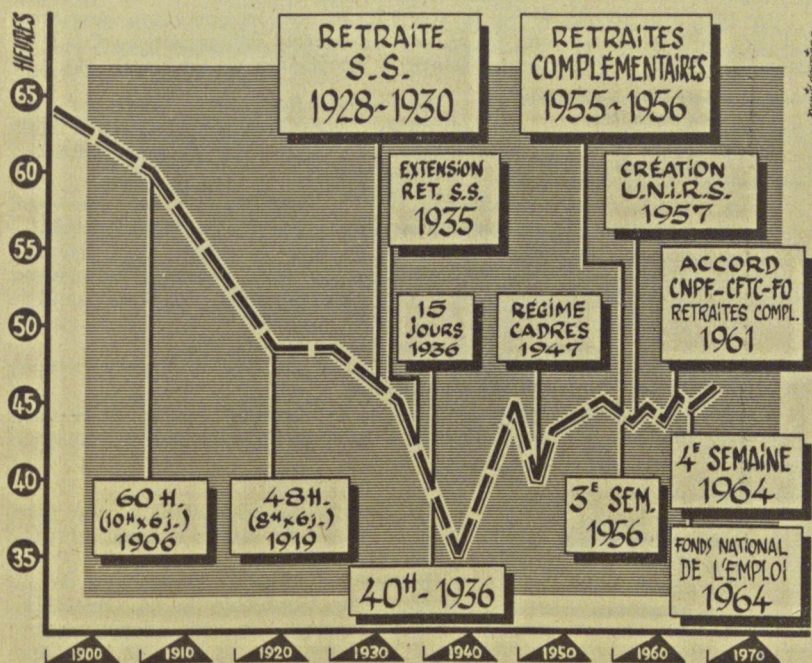 HEURES
65
60
55
50
45
40
35
RETRAITE
S.S.
1928-1930
RETRAITES
COMPLÉMENTAIRES
1955-1956
EXTENSION
RET. S.S.
1935
CRÉATION
U.N.i.R.S.
1957
ACCORD
CNPF-CFTC-FO
RETRAITES COMPL.
1961
15
JOURS
1936
RÉGIME
CADRES
1947
60 H.
(10H x 6j.)
1906
48H.
(8H x 6j.)
1919
40H - 1936
3E SEM.
1956
4E SEMAINE
1964
FONDS NATIONAL
DE L'EMPLOI
1964
1900 1910 1920 1930 1940 1950 1960 1970